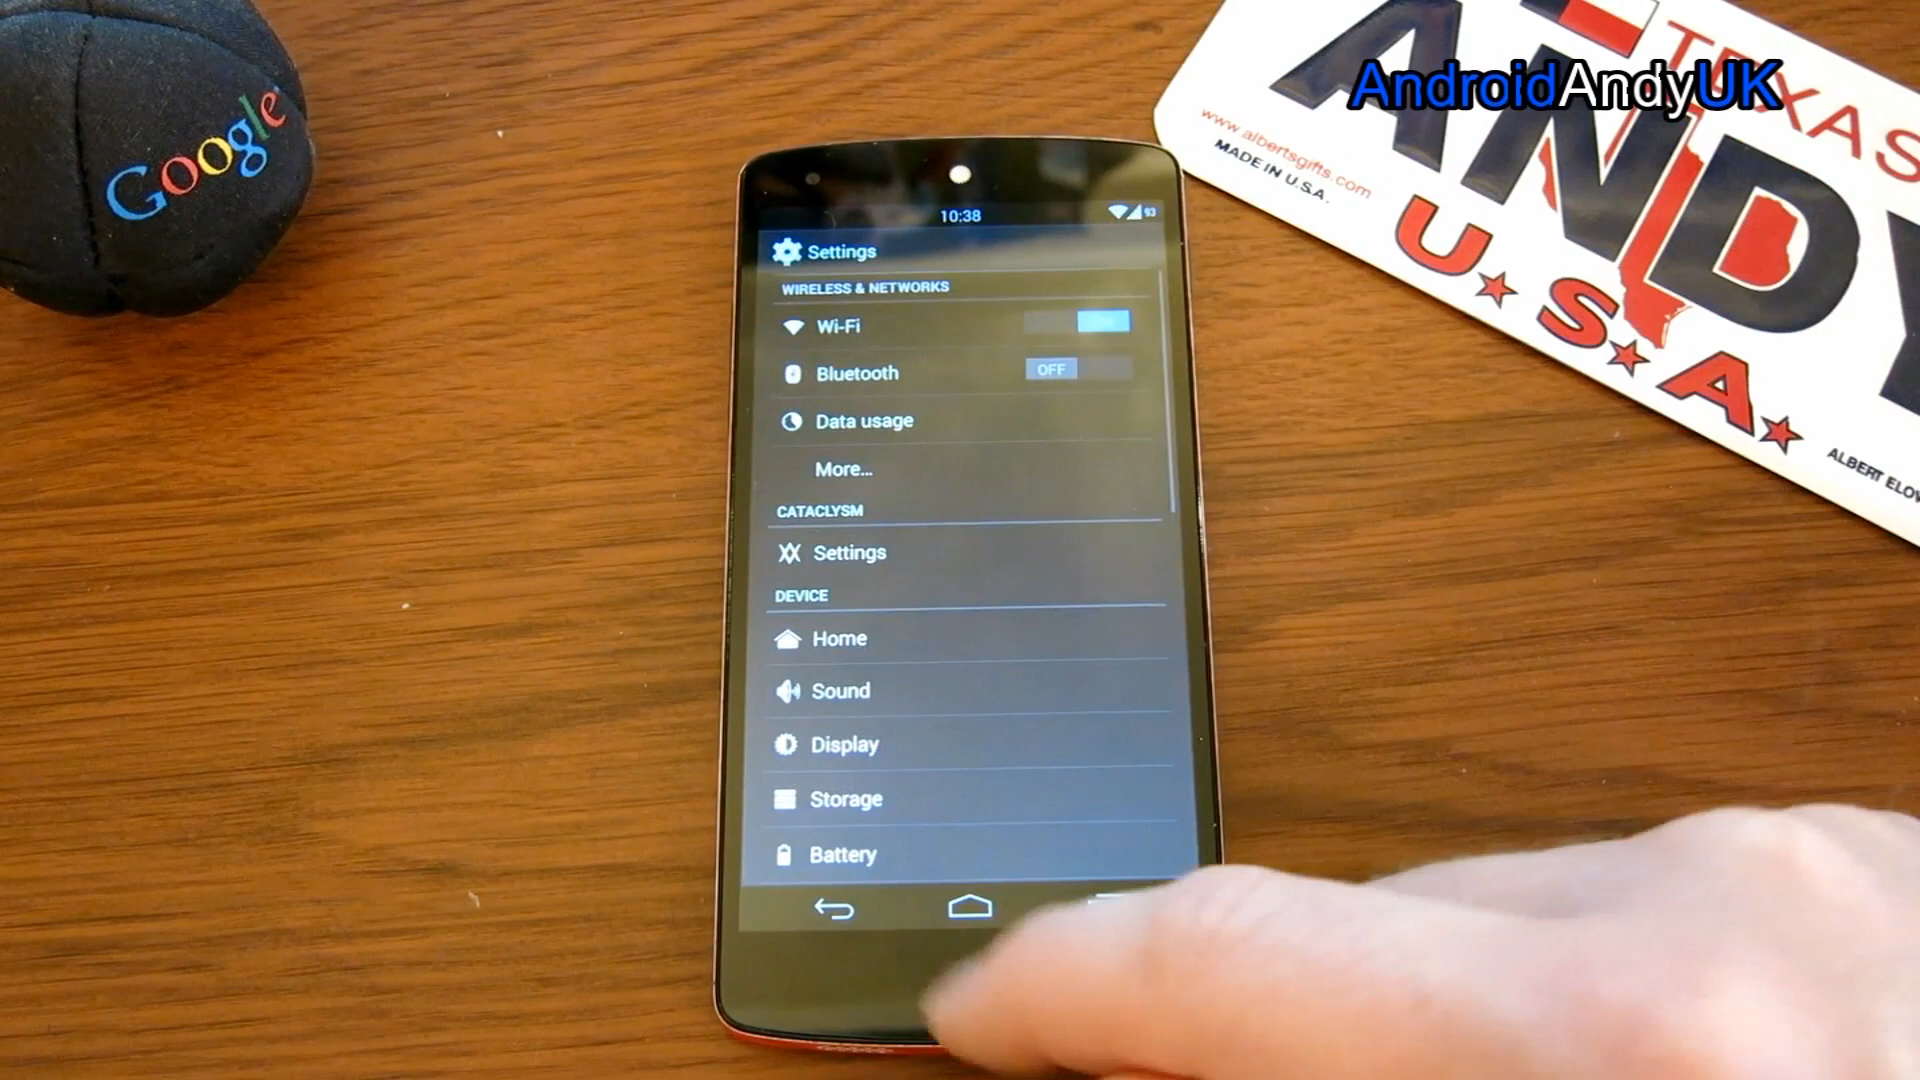 Google
AndroidAndyUK
TEXAS
ANDY
www.albertsgifts.com
MADE IN U.S.A.
U.S.A.
10:38
93
Settings
WIRELESS & NETWORKS
Wi-Fi
Bluetooth
OFF
Data usage
More...
CATACLYSM
Settings
DEVICE
Home
Sound
Display
Storage
Battery